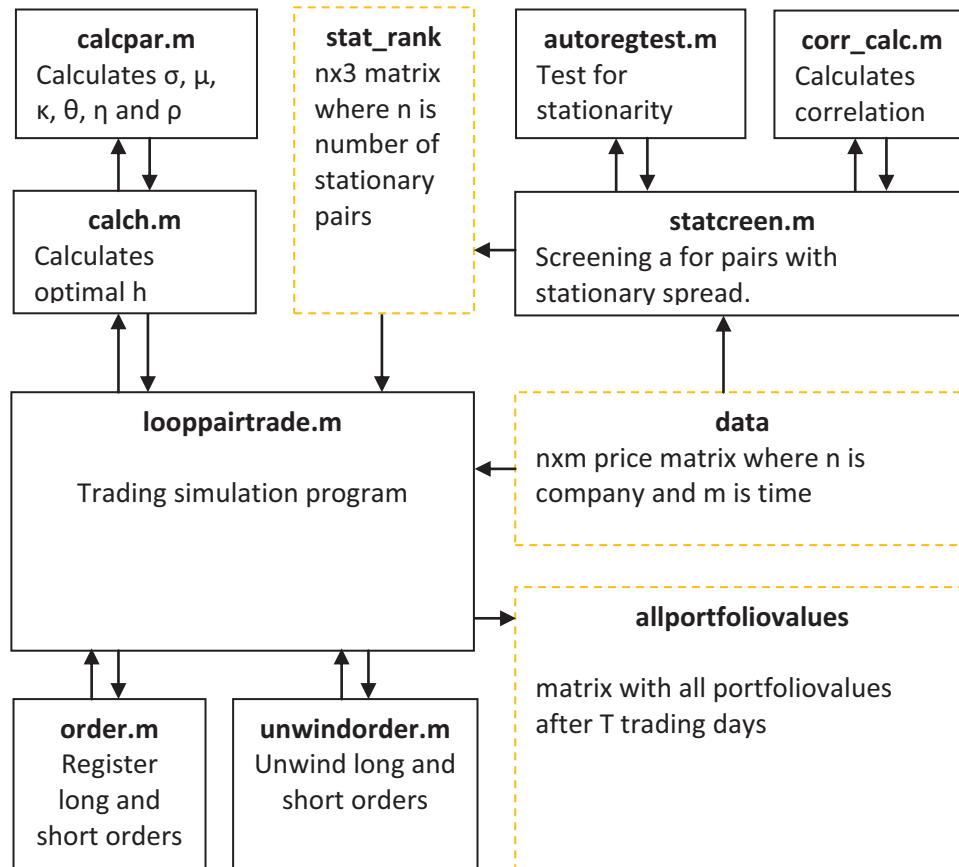 calcpar.m
Calculates σ, μ,
κ, θ, η and ρ
stat_rank
nx3 matrix
where n is
number of
stationary
pairs
autoregtest.m
Test for
stationarity
corr_calc.m
Calculates
correlation
calch.m
Calculates
optimal h
statcreen.m
Screening a for pairs with
stationary spread.
looppairtrade.m
Trading simulation program
data
nxm price matrix where n is
company and m is time
allportfoliovalues
matrix with all portfoliovalues
after T trading days
order.m
Register
long and
short orders
unwindorder.m
Unwind long and
short orders